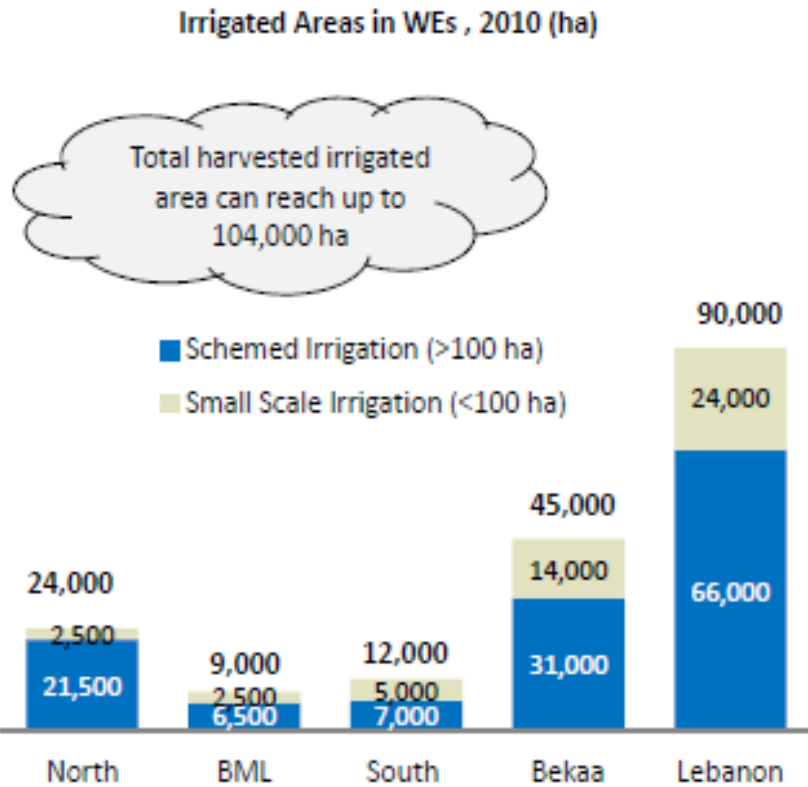 Irrigated Areas in WEs , 2010 (ha)
Total harvested irrigated
area can reach up to
104,000 ha
Schemed Irrigation (>100 ha)
Small Scale Irrigation (<100 ha)
24,000
2,500
21,500
9,000
2,500
6,500
12,000
5,000
7,000
45,000
14,000
31,000
90,000
24,000
66,000
North
BML
South
Bekaa
Lebanon